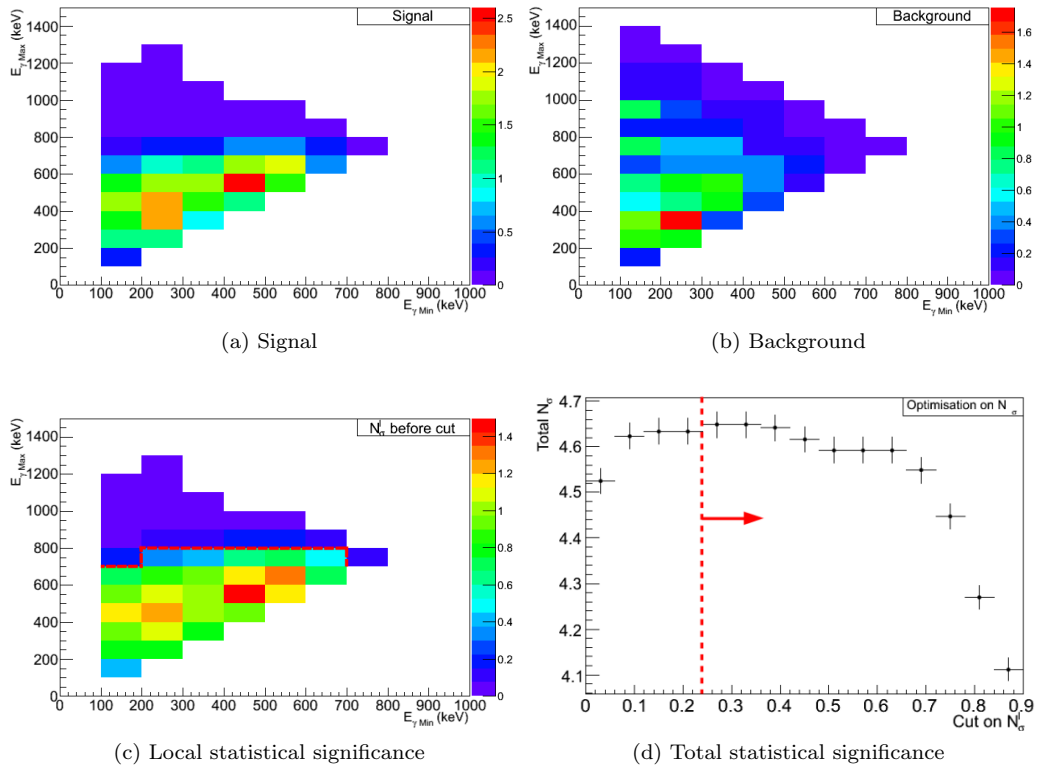 Signal
E γ Max (keV)
1400
1200
1000
800
600
400
200
0
0 100 200 300 400 500 600 700 800 900 1000
E γ Min (keV)
2.5
2
1.5
1
0.5
0
(a) Signal
Background
E γ Max (keV)
1400
1200
1000
800
600
400
200
0
0 100 200 300 400 500 600 700 800 900 1000
E γ Min (keV)
1.6
1.4
1.2
1
0.8
0.6
0.4
0.2
0
(b) Background
N^l_σ before cut
E γ Max (keV)
1400
1200
1000
800
600
400
200
0
0 100 200 300 400 500 600 700 800 900 1000
E γ Min (keV)
1.4
1.2
1
0.8
0.6
0.4
0.2
0
(c) Local statistical significance
Optimisation on N^l_σ
Total N_σ
4.7
4.6
4.5
4.4
4.3
4.2
4.1
0 0.1 0.2 0.3 0.4 0.5 0.6 0.7 0.8 0.9
Cut on N^l_σ
(d) Total statistical significance